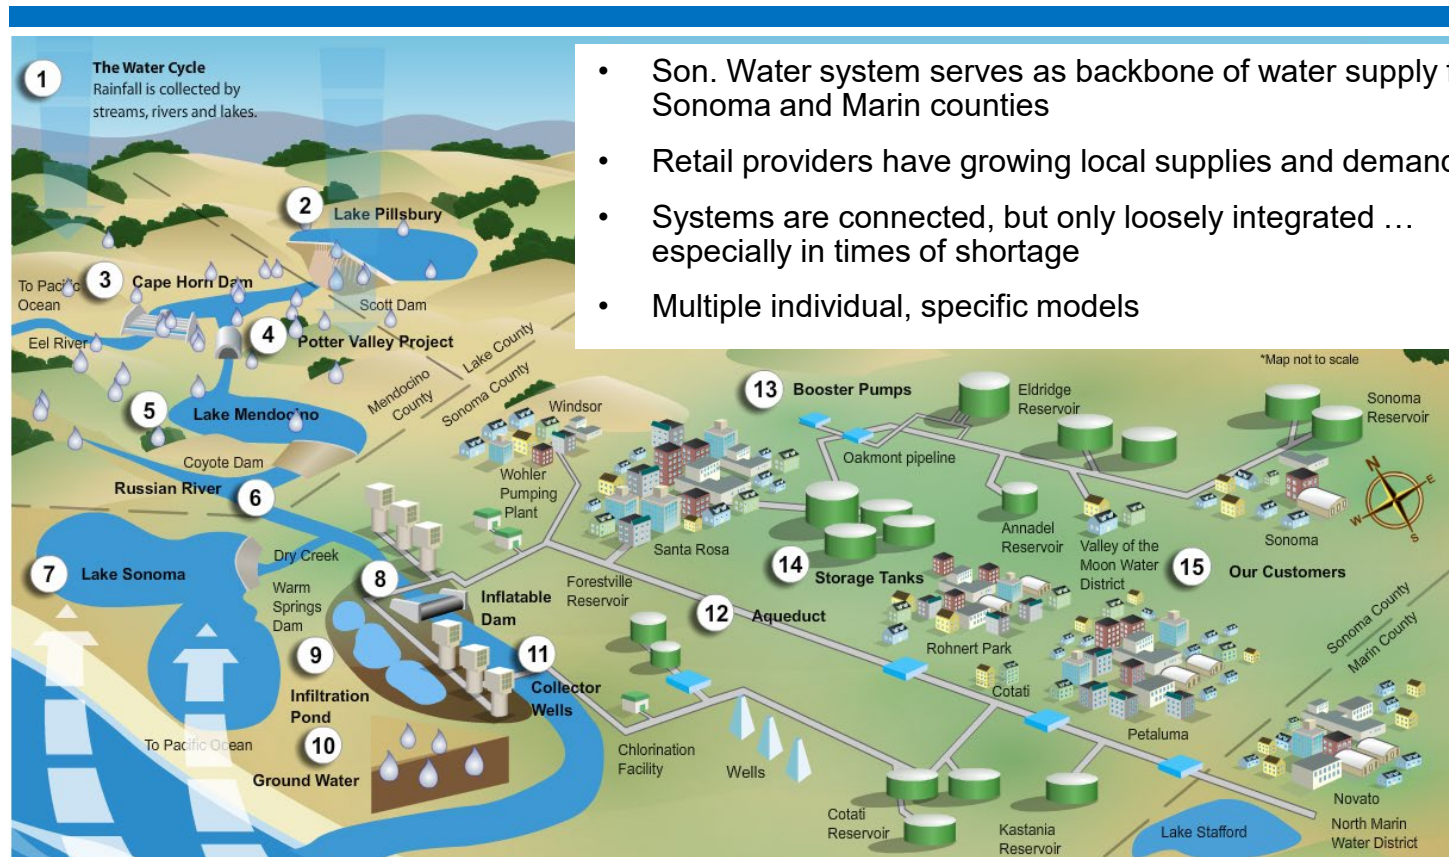 1
The Water Cycle
Rainfall is collected by
streams, rivers and lakes.
• Son. Water system serves as backbone of water supply
Sonoma and Marin counties
• Retail providers have growing local supplies and
• Systems are connected, but only loosely integrated …
especially in times of shortage
• Multiple individual, specific models
2
Lake Pillsbury
3
Cape Horn Dam
To Pacific
Ocean
Scott Dam
Eel River
4
Potter Valley Project
Lake County
Mendocino
County
Sonoma County
*Map not to scale
5
Lake Mendocino
Coyote Dam
Russian River
6
Windsor
Wohler
Pumping
Plant
13
Booster Pumps
Eldridge
Reservoir
Sonoma
Reservoir
Oakmont pipeline
N
E
W
S
Santa Rosa
Annadel
Reservoir
Valley of the
Moon Water
District
Sonoma
7
Lake Sonoma
Dry Creek
Warm
Springs
Dam
8
Inflatable
Dam
Forestville
Reservoir
14
Storage Tanks
15
Our Customers
12
Aqueduct
Sonoma County
Marin County
9
Infiltration
Pond
11
Collector
Wells
Rohnert Park
Cotati
Petaluma
To Pacific Ocean
10
Ground Water
Chlorination
Facility
Wells
Cotati
Reservoir
Kastania
Reservoir
Lake Stafford
Novato
North Marin
Water District